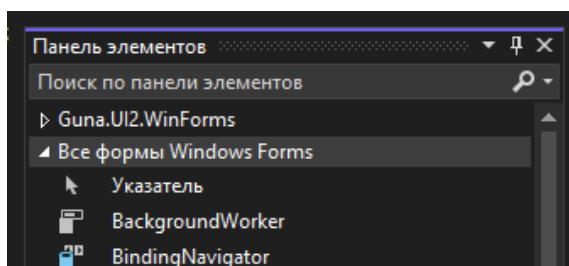 Панель элементов
Поиск по панели элементов
Guna.UI2.WinForms
Все формы Windows Forms
Указатель
BackgroundWorker
BindingNavigator